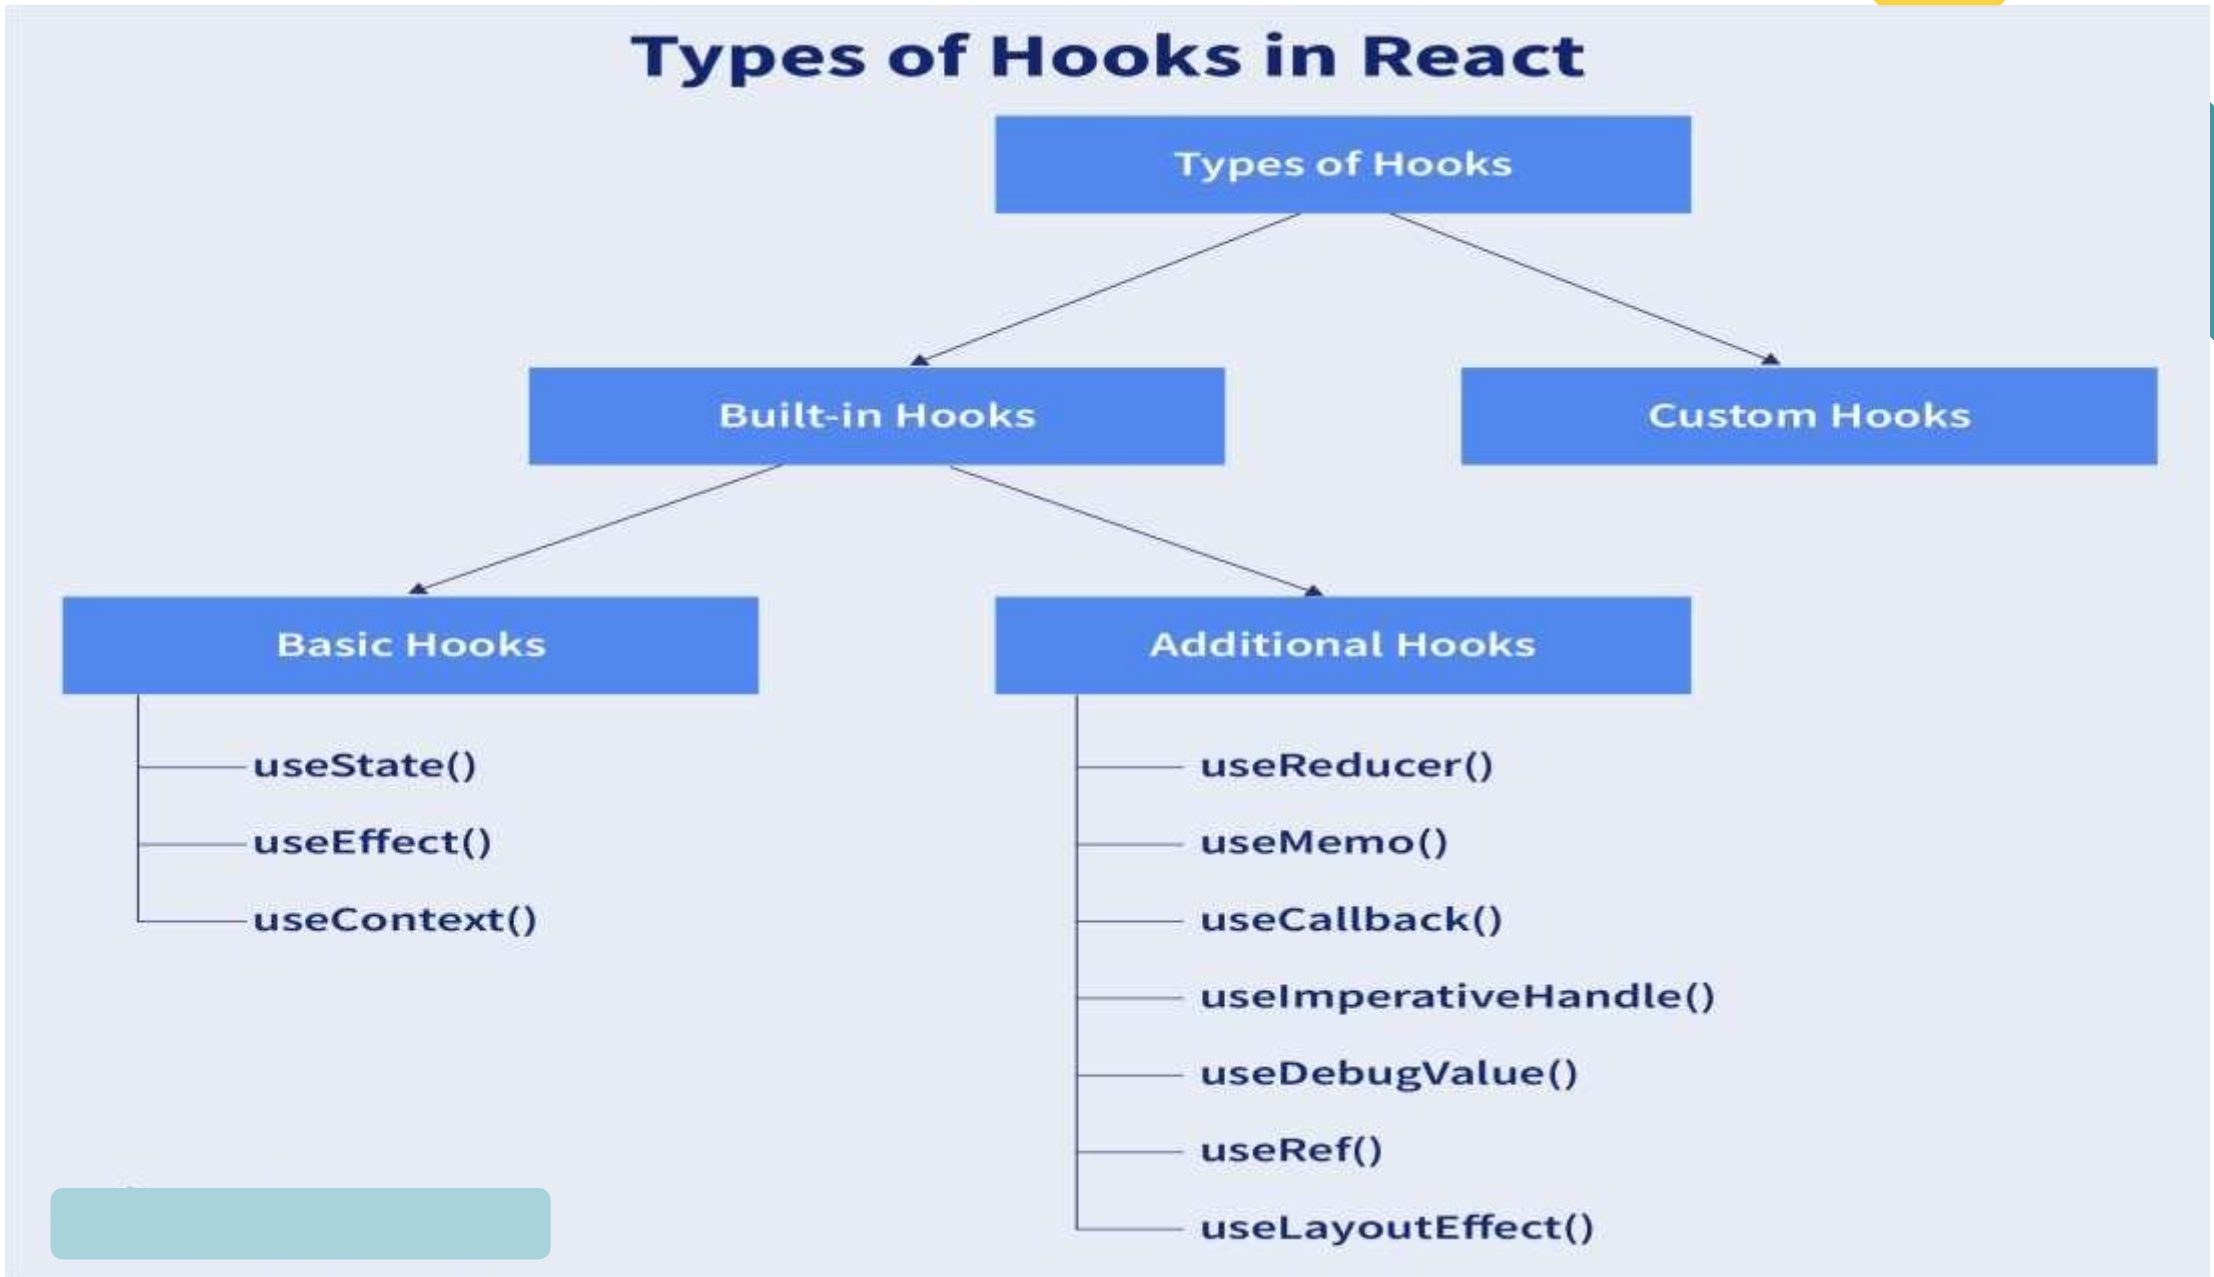 Types of Hooks in React
Types of Hooks
Built-in Hooks
Custom Hooks
Basic Hooks
Additional Hooks
useState()
useEffect()
useContext()
useReducer()
useMemo()
useCallback()
useImperativeHandle()
useDebugValue()
useRef()
useLayoutEffect()